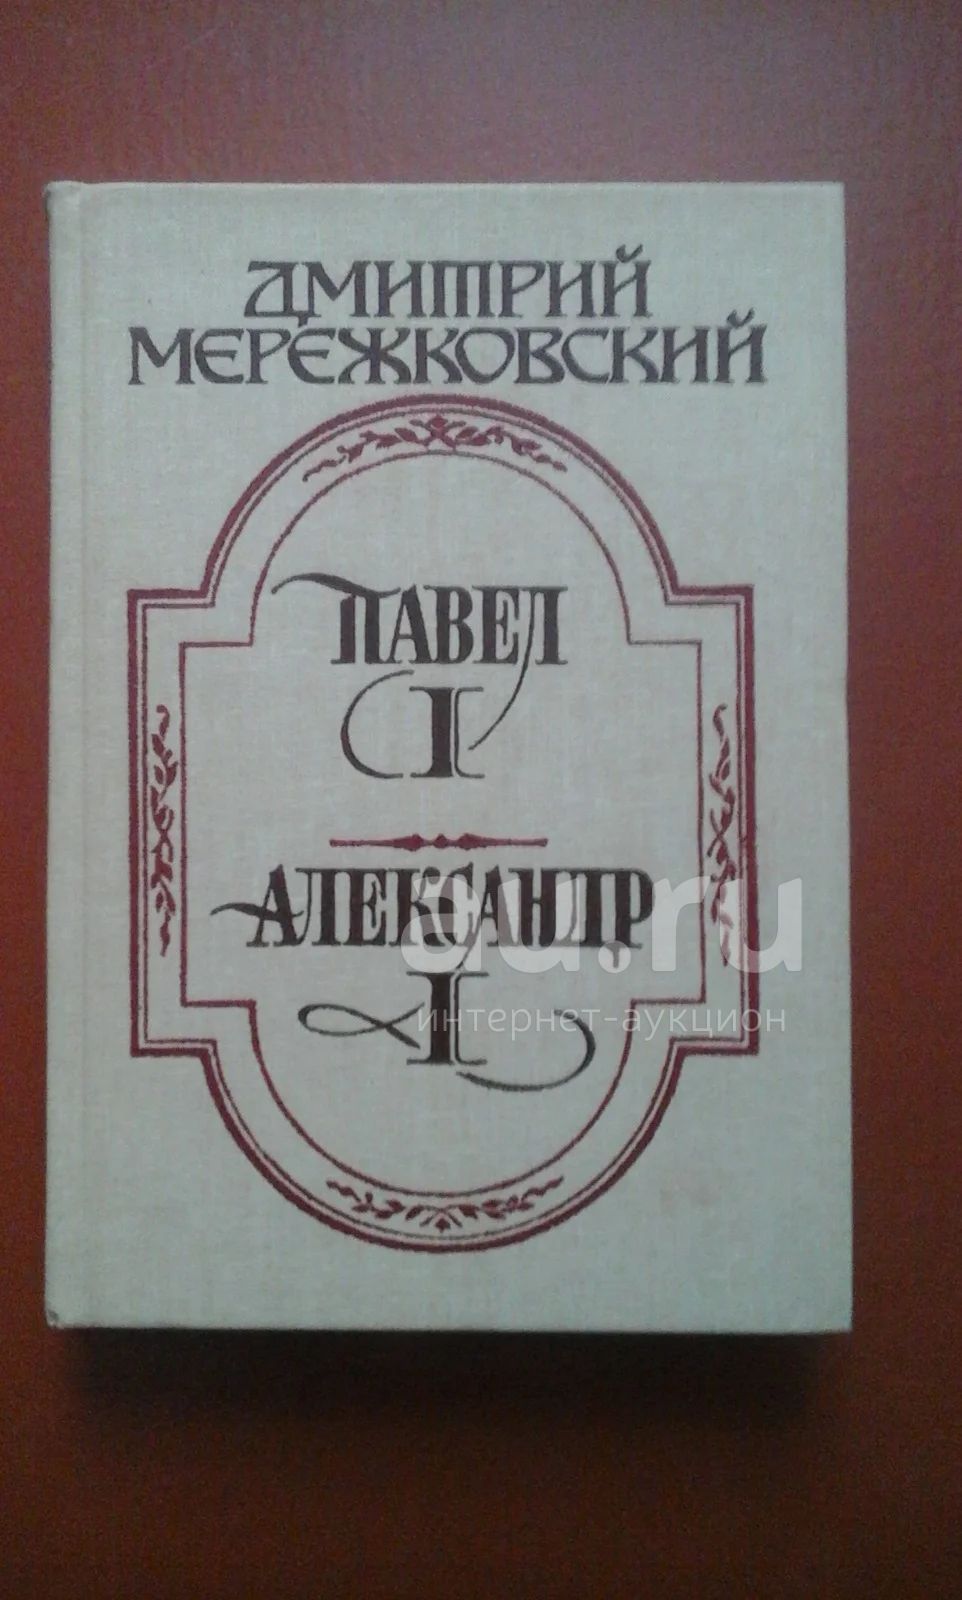 ДМИТРИЙ
МЕРЕЖКОВСКИЙ
ПАВЕЛ
I
АЛЕКСАНДР
I
au.ru
интернет-аукцион